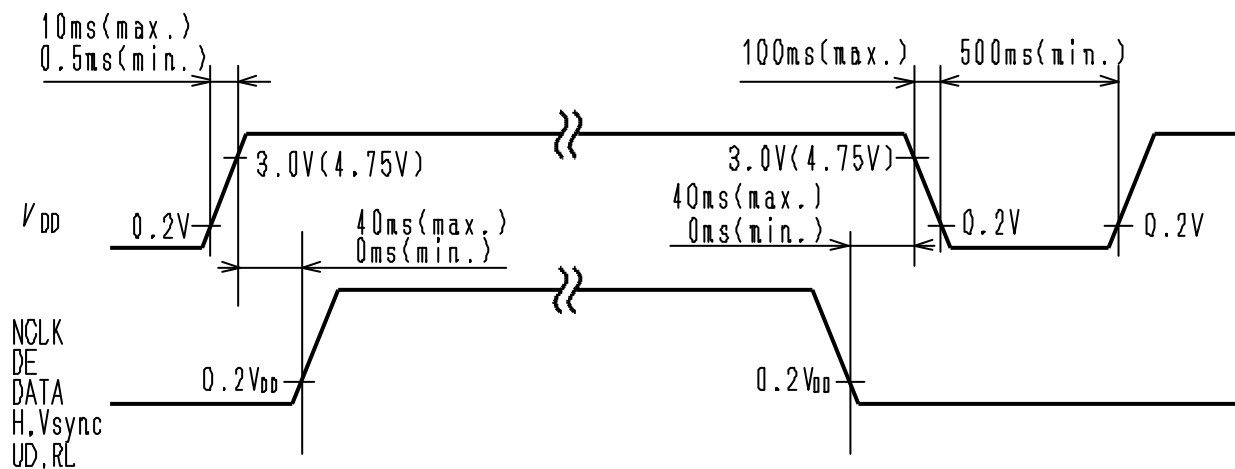 10ms(max.)
0.5ms(min.)
100ms(max.)
500ms(min.)
3.0V(4.75V)
3.0V(4.75V)
VDD
0.2V
0.2V
0.2V
40ms(max.)
0ms(min.)
40ms(max.)
0ms(min.)
NCLK
DE
DATA
H,Vsync
UD,RL
0.2VDD
0.2VDD